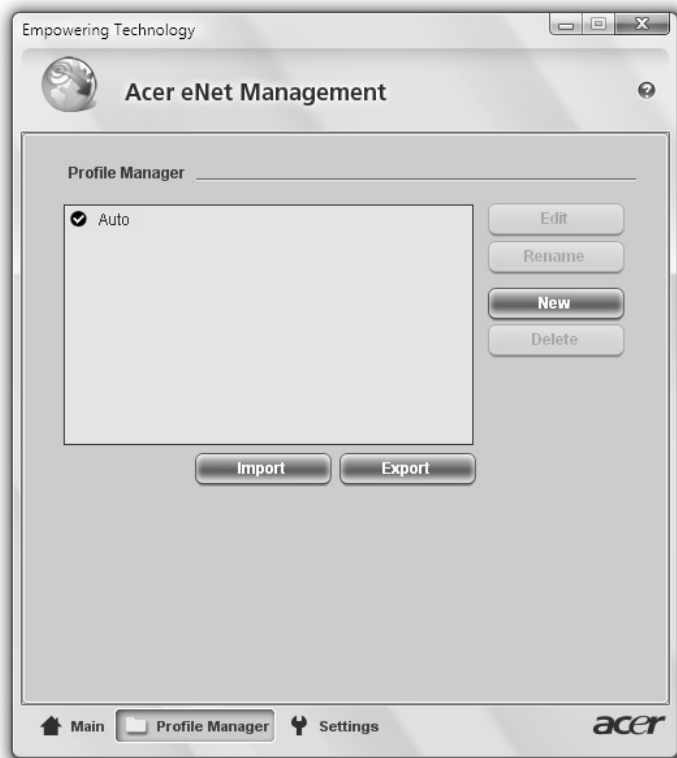 Empowering Technology
Acer eNet Management
Profile Manager
Auto
Edit
Rename
New
Delete
Import Export
Main Profile Manager Settings acer